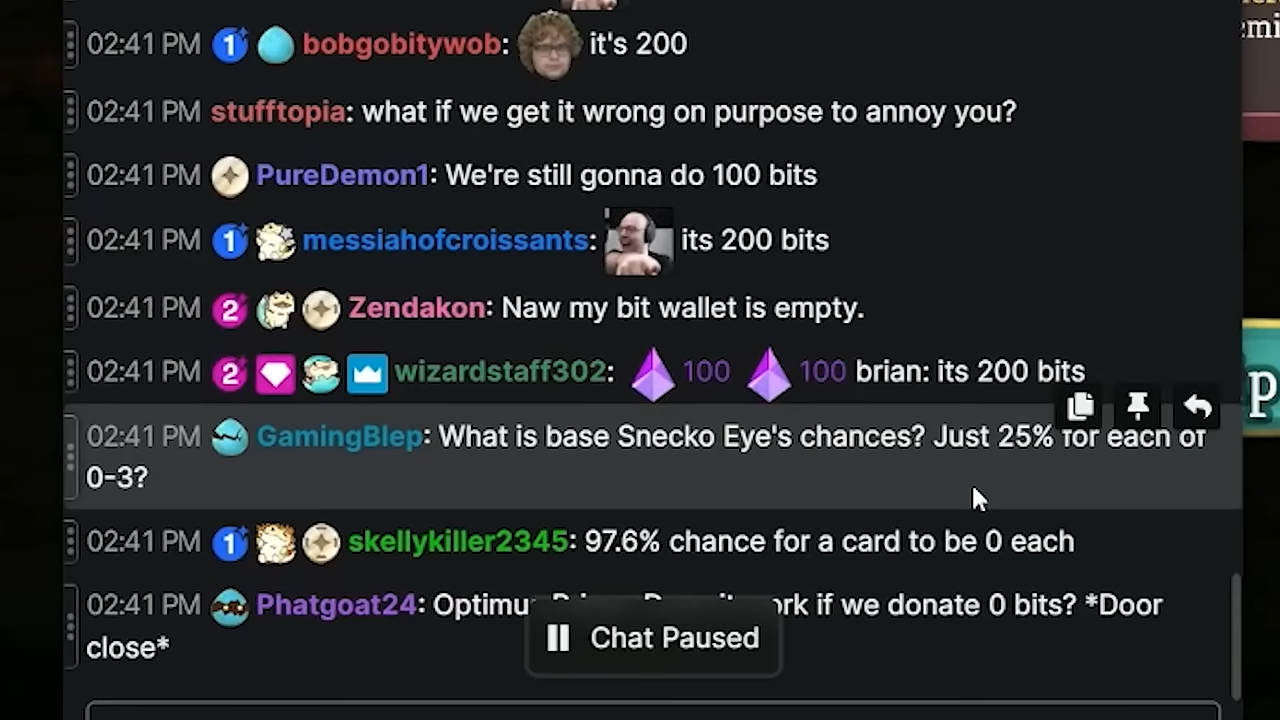 02:41 PM 1 bobgobitywob: it's 200
02:41 PM stufftopia: what if we get it wrong on purpose to annoy you?
02:41 PM PureDemon1: We're still gonna do 100 bits
02:41 PM 1 messiahofcroissants: its 200 bits
02:41 PM 2 Zendakon: Naw my bit wallet is empty.
02:41 PM 2 wizardstaff302: 100 100 brian: its 200 bits
02:41 PM GamingBlep: What is base Snecko Eye's chances? Just 25% for each of
0-3?
02:41 PM 1 skellykiller2345: 97.6% chance for a card to be 0 each
02:41 PM Phatgoat24: if we donate 0 bits? *Door
close*
Chat Paused